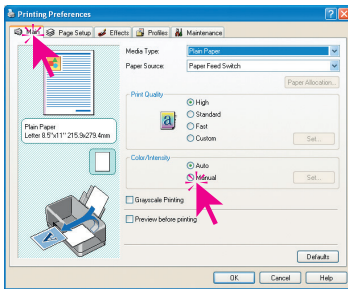 Printing Preferences
Main Page Setup Effects Profiles Maintenance
Media Type: Plain Paper
Paper Source: Paper Feed Switch
Paper Allocation...
Print Quality
High
Standard
Fast
Custom Set...
Plain Paper
Letter 8.5"x11" 215.9x279.4mm
Color/Intensity
Auto
Manual Set...
Grayscale Printing
Preview before printing
Defaults
OK Cancel Help